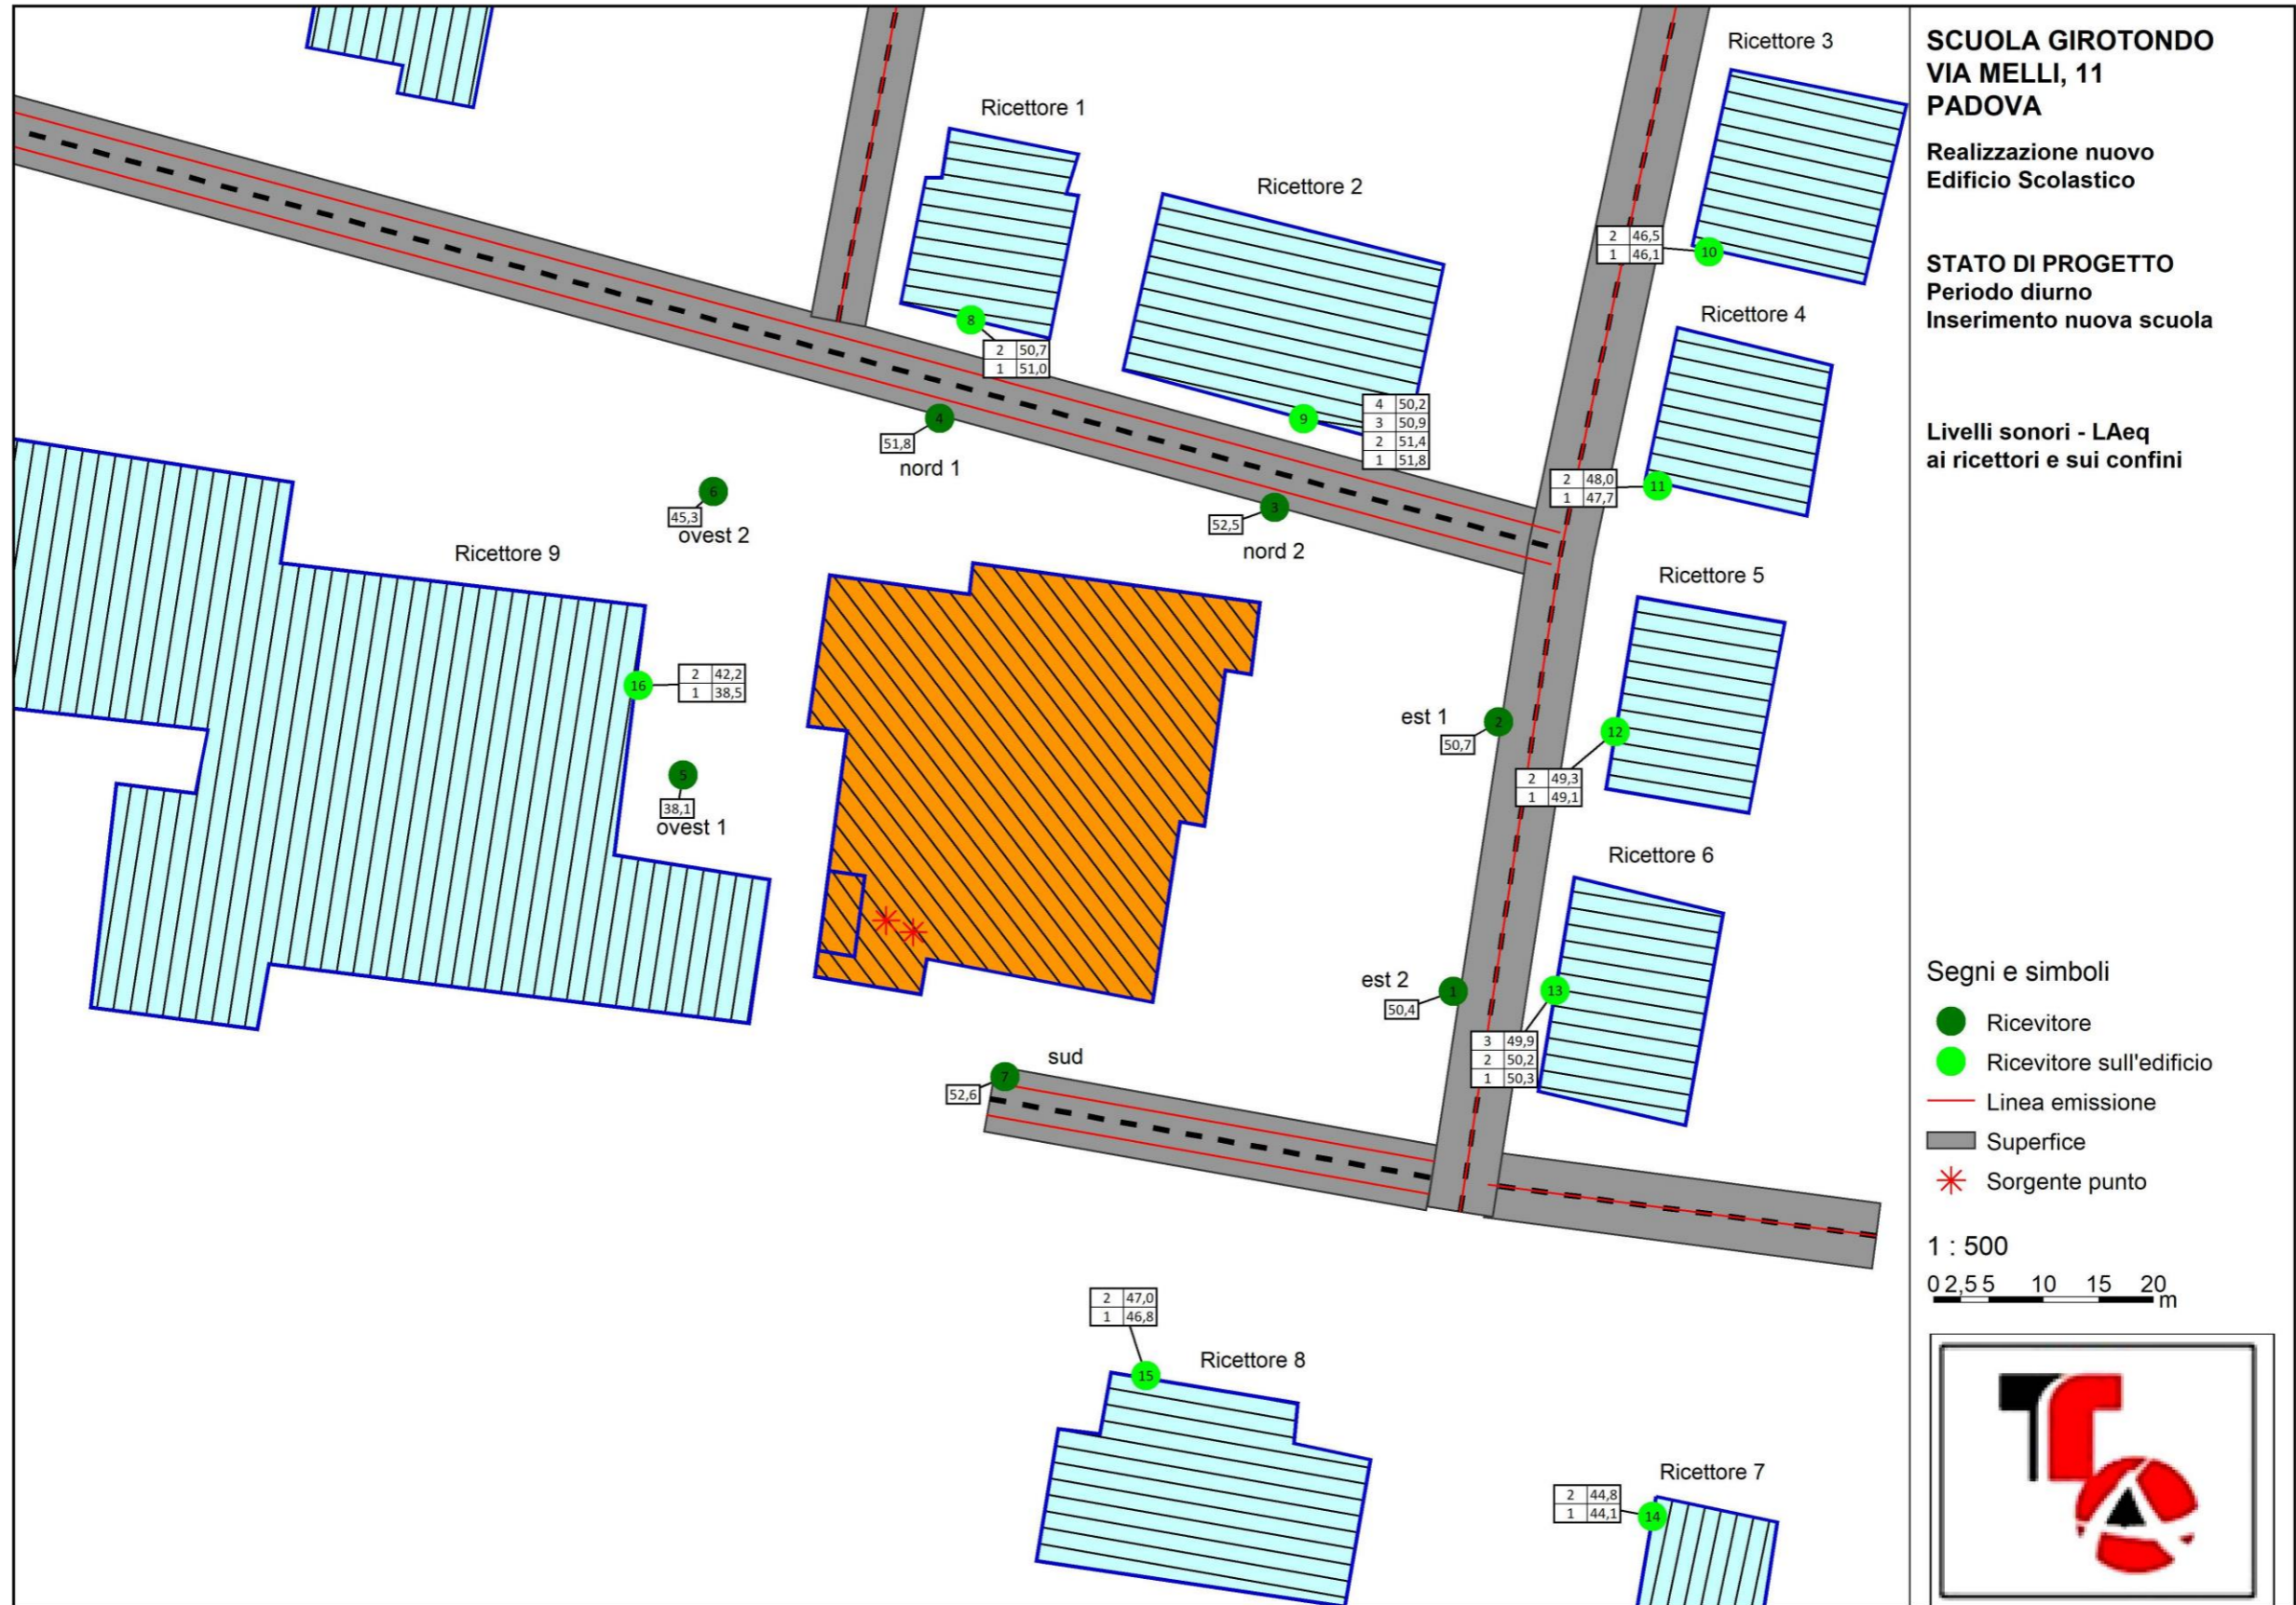 SCUOLA GIROTONDO
VIA MELLI, 11
PADOVA
Realizzazione nuovo
Edificio Scolastico
STATO DI PROGETTO
Periodo diurno
Inserimento nuova scuola
Livelli sonori - LAeq
ai ricettori e sui confini
Ricettore 3
2 46,5
1 46,1
10
Ricettore 1
8
2 50,7
1 51,0
Ricettore 2
9
4 50,2
3 50,9
2 51,4
1 51,8
Ricettore 4
2 48,0
1 47,7
11
4
51,8
nord 1
3
52,5
nord 2
6
45,3
ovest 2
Ricettore 9
16
2 42,2
1 38,5
5
38,1
ovest 1
Ricettore 5
est 1
2
50,7
12
2 49,3
1 49,1
Ricettore 6
est 2
1
50,4
13
3 49,9
2 50,2
1 50,3
sud
7
52,6
2 47,0
1 46,8
15
Ricettore 8
Ricettore 7
2 44,8
1 44,1
14
Segni e simboli
Ricevitore
Ricevitore sull'edificio
Linea emissione
Superfice
Sorgente punto
1 : 500
0 2,5 5 10 15 20
m